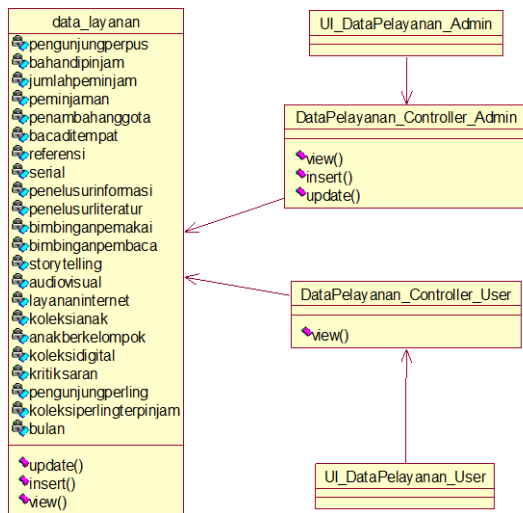 data_layanan
pengunjungperpus
bahandipinjam
jumlahpeminjam
peminjaman
penambahanggota
bacaditempat
referensi
serial
penelusurinformasi
penelusurliteratur
bimbinganpemakai
bimbinganpembaca
storytelling
audiovisual
layananinternet
koleksianak
anakberkelompok
koleksidigital
kritiksaran
pengunjungperling
koleksiperlingterpinjam
bulan
update()
insert()
view()
UI_DataPelayanan_Admin
DataPelayanan_Controller_Admin
view()
insert()
update()
DataPelayanan_Controller_User
view()
UI_DataPelayanan_User